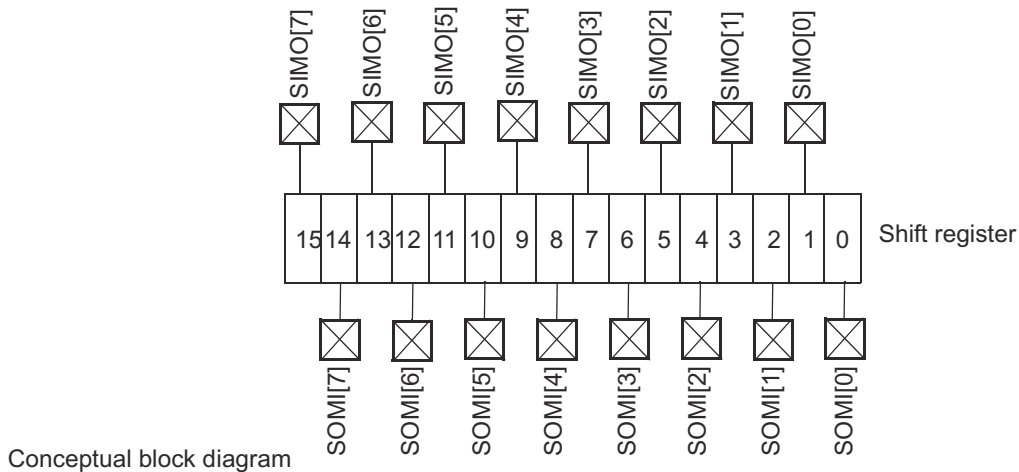 SIMO[7] SIMO[6] SIMO[5] SIMO[4] SIMO[3] SIMO[2] SIMO[1] SIMO[0]
15 14 13 12 11 10 9 8 7 6 5 4 3 2 1 0 Shift register
SOMI[7] SOMI[6] SOMI[5] SOMI[4] SOMI[3] SOMI[2] SOMI[1] SOMI[0]
Conceptual block diagram